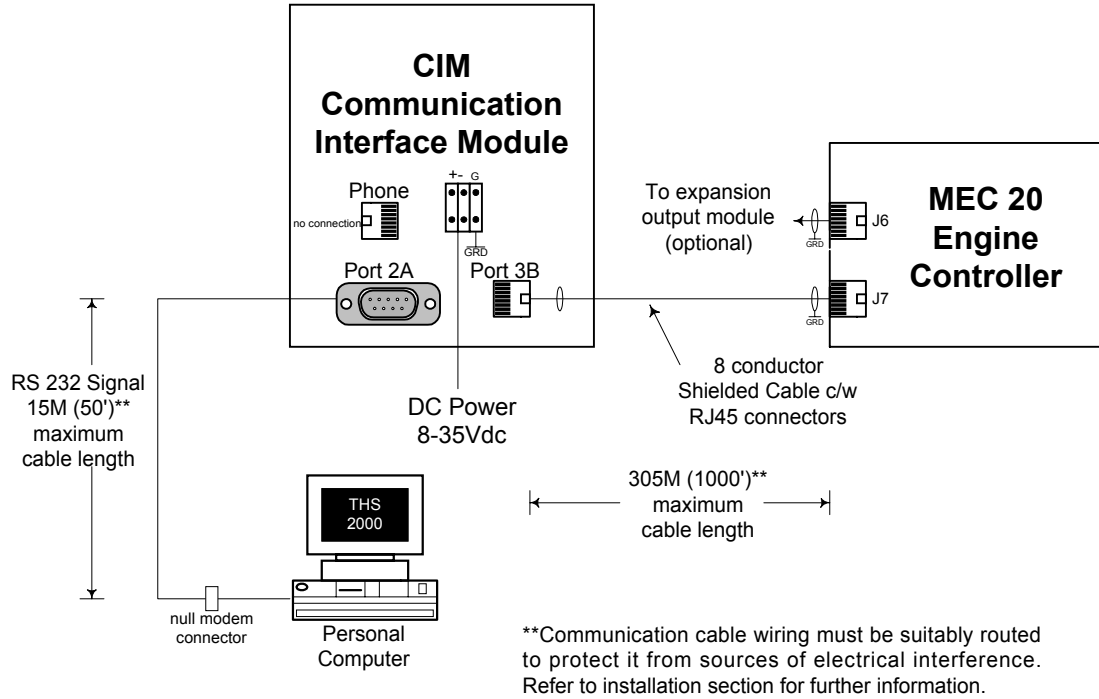 CIM
Communication
Interface Module
+- G
Phone
no connection
GRD
Port 2A
Port 3B
To expansion
output module
(optional)
MEC 20
Engine
Controller
J6
GRD
J7
GRD
8 conductor
Shielded Cable c/w
RJ45 connectors
RS 232 Signal
15M (50')**
maximum
cable length
DC Power
8-35Vdc
305M (1000')**
maximum
cable length
THS
2000
null modem
connector
Personal
Computer
**Communication cable wiring must be suitably routed
to protect it from sources of electrical interference.
Refer to installation section for further information.